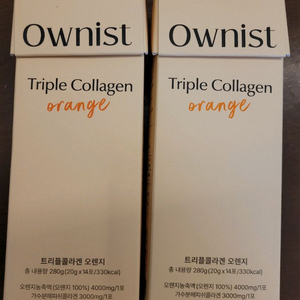 Ownist
Triple Collagen
orange
트리플콜라겐 오렌지
총 내용량 280g(20g x 14포/330kcal)
오렌지농축액(오렌지 100%) 4000mg/1포
가수분해피쉬콜라겐 3000mg/1포
Ownist
Triple Collagen
orange
트리플콜라겐 오렌지
총 내용량 280g(20g x 14포/330kcal)
오렌지농축액(오렌지 100%) 4000mg/1포
가수분해피쉬콜라겐 3000mg/1포